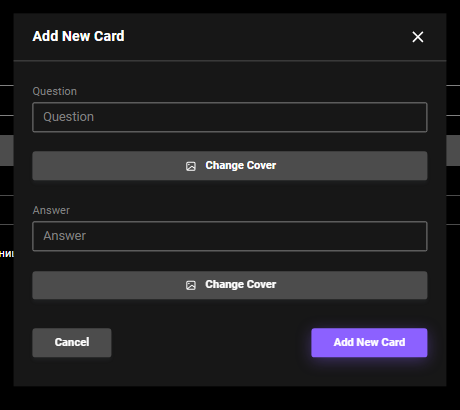 Add New Card
Question
Question
Change Cover
Answer
Answer
Change Cover
Cancel
Add New Card